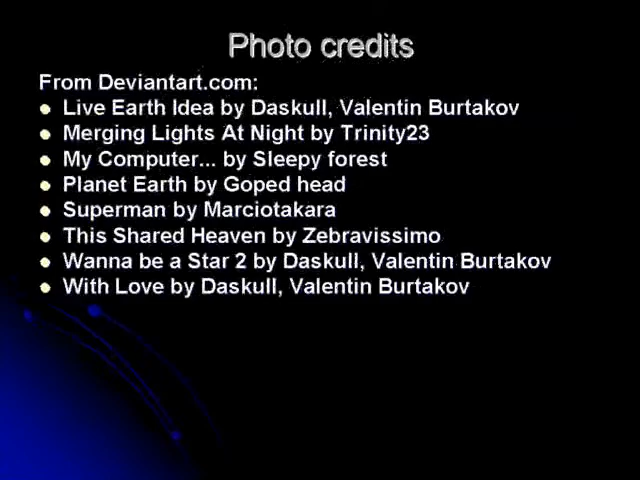 Photo credits
From Deviantart.com:
● Live Earth Idea by Daskull, Valentin Burtakov
● Merging Lights At Night by Trinity23
● My Computer... by Sleepy forest
● Planet Earth by Goped head
● Superman by Marciotakara
● This Shared Heaven by Zebravissimo
● Wanna be a Star 2 by Daskull, Valentin Burtakov
● With Love by Daskull, Valentin Burtakov